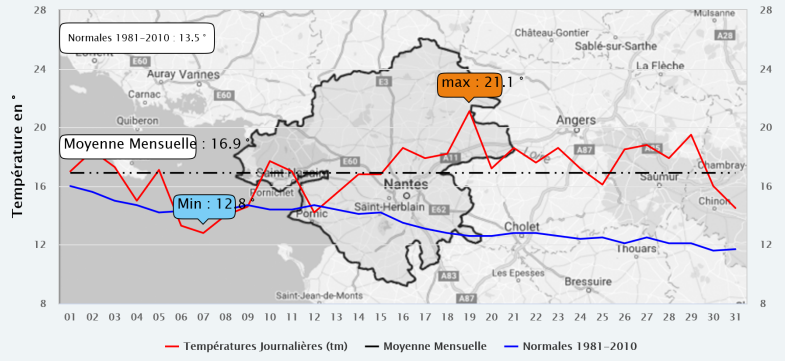 28
24
20
16
12
8
Température en °
Normales 1981-2010 : 13.5 °
Moyenne Mensuelle : 16.9 °
Min : 12.8 °
max : 21.1 °
E60
Auray Vannes
Carnac
E60
Quiberon
E3
Château-Gontier
Mulsanne
Sablé-sur-Sarthe
A28
La Flèche
A11
Angers
Loire
A87
E60
Saint-Nazaire
Pornichet
Nantes
Pornic
Saint-Herblain
E62
Chambray
Saumur
Chinon
Cholet
Thouars
A83
A87
Les Epesses
Bressuire
Saint-Jean-de-Monts
28
24
20
16
12
8
01 02 03 04 05 06 07 08 09 10 11 12 13 14 15 16 17 18 19 20 21 22 23 24 25 26 27 28 29 30 31
Températures Journalières (tm) Moyenne Mensuelle Normales 1981-2010